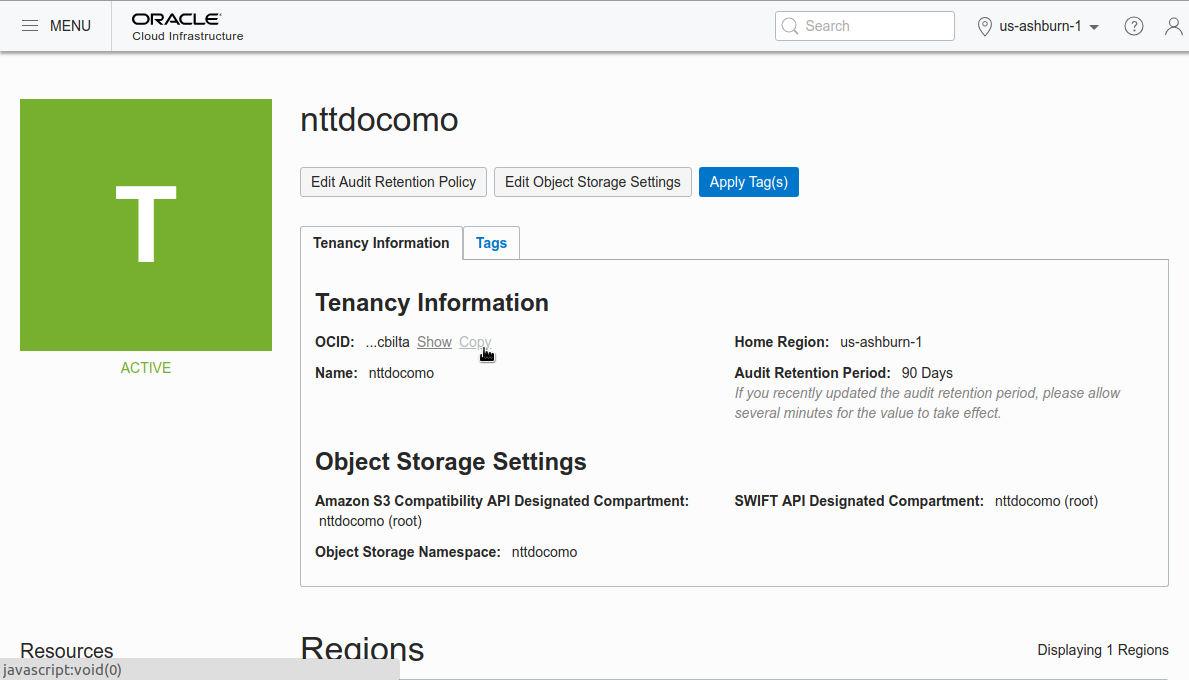 MENU
ORACLE
Cloud Infrastructure
Search
us-ashburn-1
?
T
ACTIVE
nttdocomo
Edit Audit Retention Policy Edit Object Storage Settings Apply Tag(s)
Tenancy Information Tags
Tenancy Information
OCID: ...cbilta Show Copy
Home Region: us-ashburn-1
Name: nttdocomo
Audit Retention Period: 90 Days
If you recently updated the audit retention period, please allow
several minutes for the value to take effect.
Object Storage Settings
Amazon S3 Compatibility API Designated Compartment:
nttdocomo (root)
SWIFT API Designated Compartment: nttdocomo (root)
Object Storage Namespace: nttdocomo
Resources
Regions
Displaying 1 Regions
javascript:void(0)